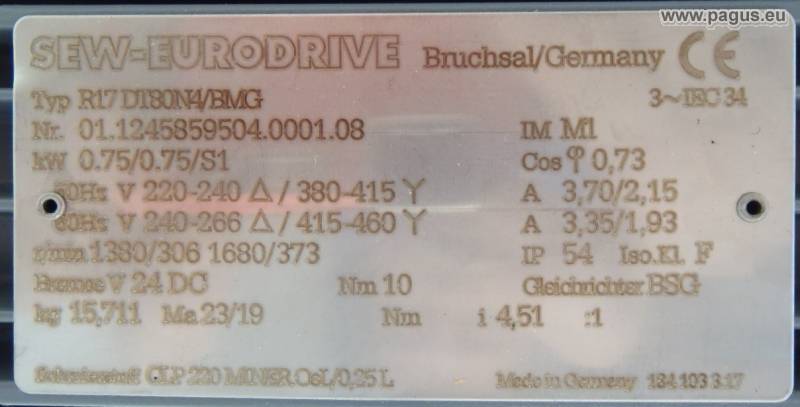 www.pagus.eu
SEW-EURODRIVE Bruchsal/Germany CE
Typ R17 DT80N4/BMG 3~IEC 34
Nr. 01.1245859504.0001.08 IM M1
kW 0.75/0.75/S1 Cos φ 0,73
50Hz V 220-240 Δ/380-415 Y A 3,70/2,15
60Hz V 240-266 Δ/415-460 Y A 3,35/1,93
r/min 1380/306 1680/373 IP 54 Iso.Kl. F
Bremse V 24 DC Nm 10 Gleichrichter BSG
kg 15,711 Ma 23/19 Nm i 4,51 :1
Schmierstoff CLP 220 MINER.Oel/0,25 L Made in Germany 184 103 3.17